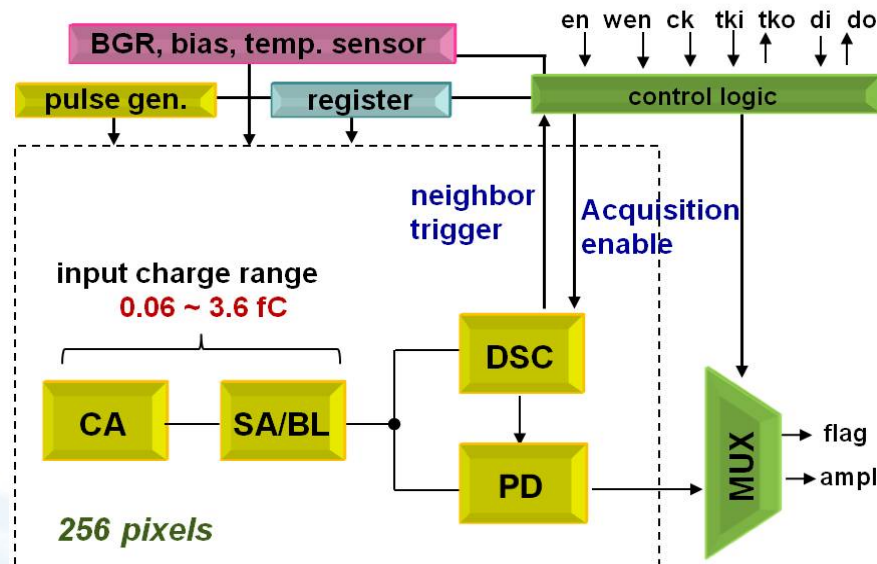 en wen ck tki tko di do
BGR, bias, temp. sensor
pulse gen.
register
control logic
neighbor
trigger
Acquisition
enable
input charge range
0.06 ~ 3.6 fC
DSC
CA
SA/BL
PD
MUX
flag
ampl
256 pixels